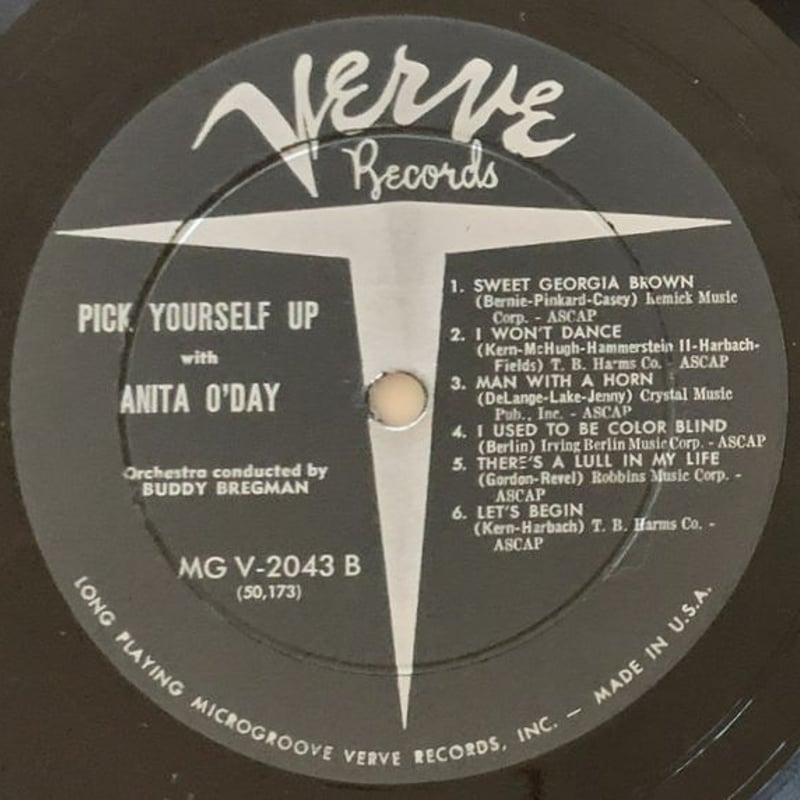 Verve
Records
PICK YOURSELF UP
with
ANITA O'DAY
Orchestra conducted by
BUDDY BREGMAN
MG V-2043 B
(50,173)
1. SWEET GEORGIA BROWN
(Bernie-Pinkard-Casey) Remick Music
Corp. - ASCAP
2. I WON'T DANCE
(Kern-McHugh-Hammerstein II-Harbach-
Fields) T. B. Harms Co. - ASCAP
3. MAN WITH A HORN
(DeLange-Lake-Jenny) Crystal Music
Pub., Inc. - ASCAP
4. I USED TO BE COLOR BLIND
(Berlin) Irving Berlin Music Corp. - ASCAP
5. THERE'S A LULL IN MY LIFE
(Gordon-Revel) Robbins Music Corp. -
ASCAP
6. LET'S BEGIN
(Kern-Harbach) T. B. Harms Co. -
ASCAP
LONG PLAYING MICROGROOVE VERVE RECORDS, INC. — MADE IN U.S.A.